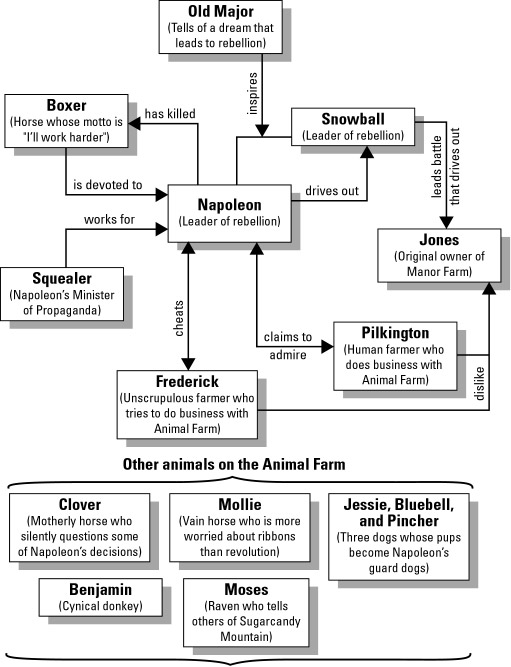 Old Major
(Tells of a dream that
leads to rebellion)
inspires
Boxer
(Horse whose motto is
"I'll work harder")
has killed
Snowball
(Leader of rebellion)
leads battle
that drives out
is devoted to
Napoleon
(Leader of rebellion)
drives out
works for
Jones
(Original owner of
Manor Farm)
Squealer
(Napoleon's Minister
of Propaganda)
cheats
claims to
admire
Pilkington
(Human farmer who
does business with
Animal Farm)
dislike
Frederick
(Unscrupulous farmer who
tries to do business with
Animal Farm)
Other animals on the Animal Farm
Clover
(Motherly horse who
silently questions some
of Napoleon's decisions)
Mollie
(Vain horse who is more
worried about ribbons
than revolution)
Jessie, Bluebell,
and Pincher
(Three dogs whose pups
become Napoleon's
guard dogs)
Benjamin
(Cynical donkey)
Moses
(Raven who tells
others of Sugarcandy
Mountain)